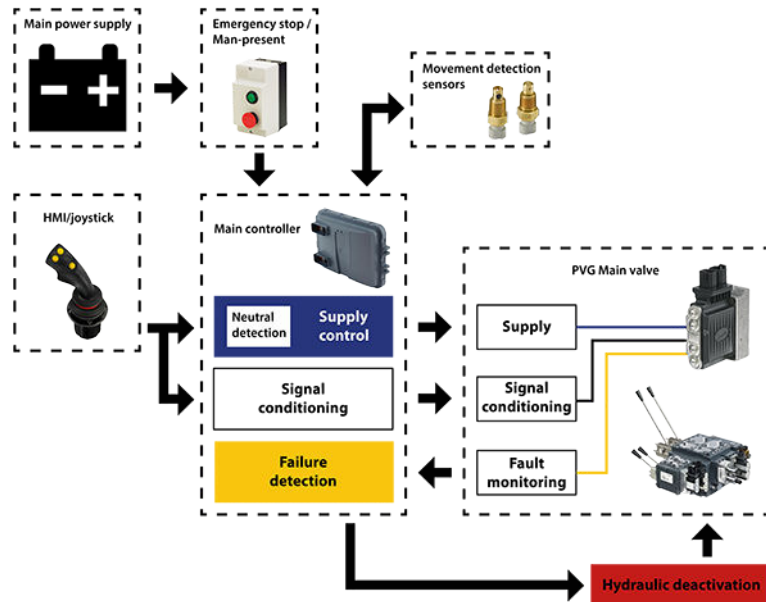 Main power supply
Emergency stop /
Man-present
Movement detection
sensors
HMI/joystick
Main controller
PVG Main valve
Neutral
detection
Supply
control
Supply
Signal
conditioning
Signal
conditioning
Failure
detection
Fault
monitoring
Hydraulic deactivation